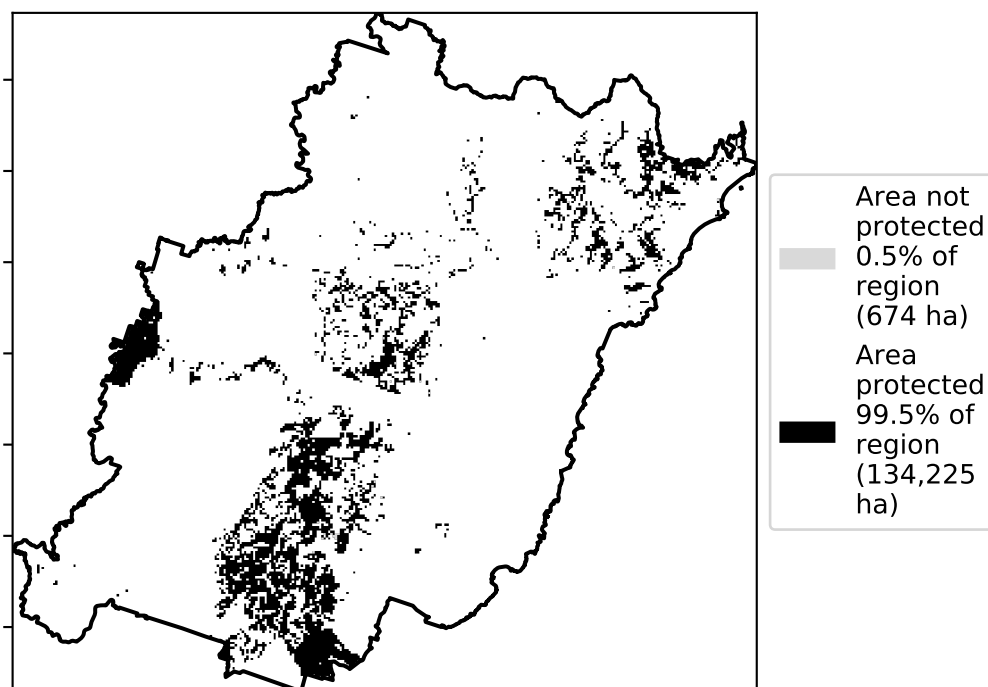 Area not
protected
0.5% of
region
(674 ha)
Area
protected
99.5% of
region
(134,225
ha)